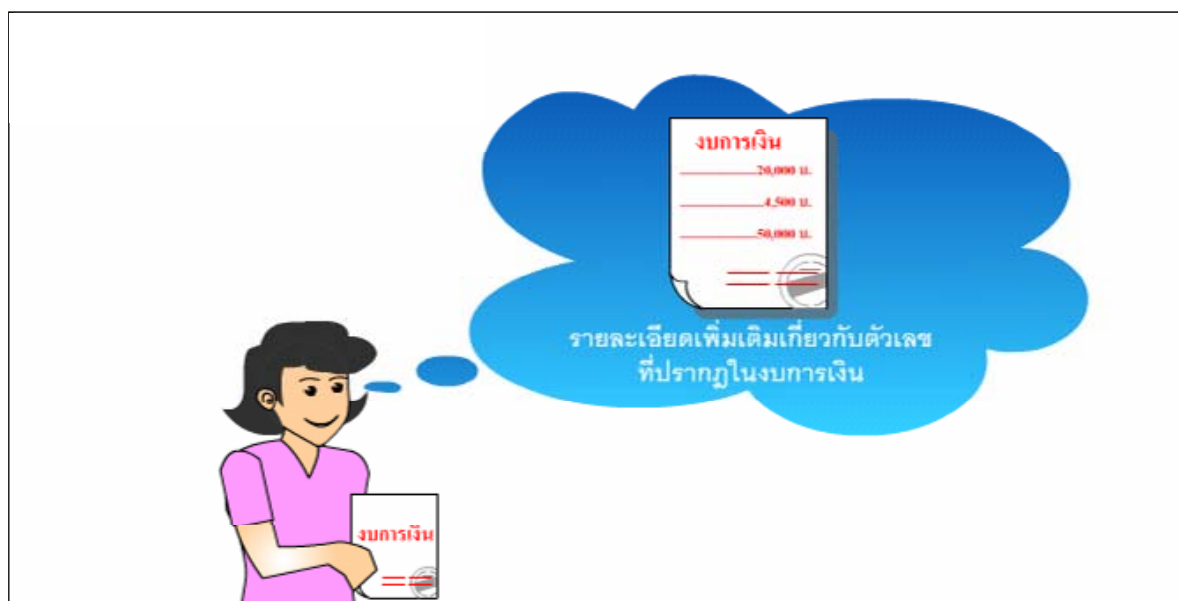 งบการเงิน
20,000 บ.
4,500 บ.
50,000 บ.
รายละเอียดเพิ่มเติมเกี่ยวกับตัวเลข
ที่ปรากฏในงบการเงิน
งบการเงิน